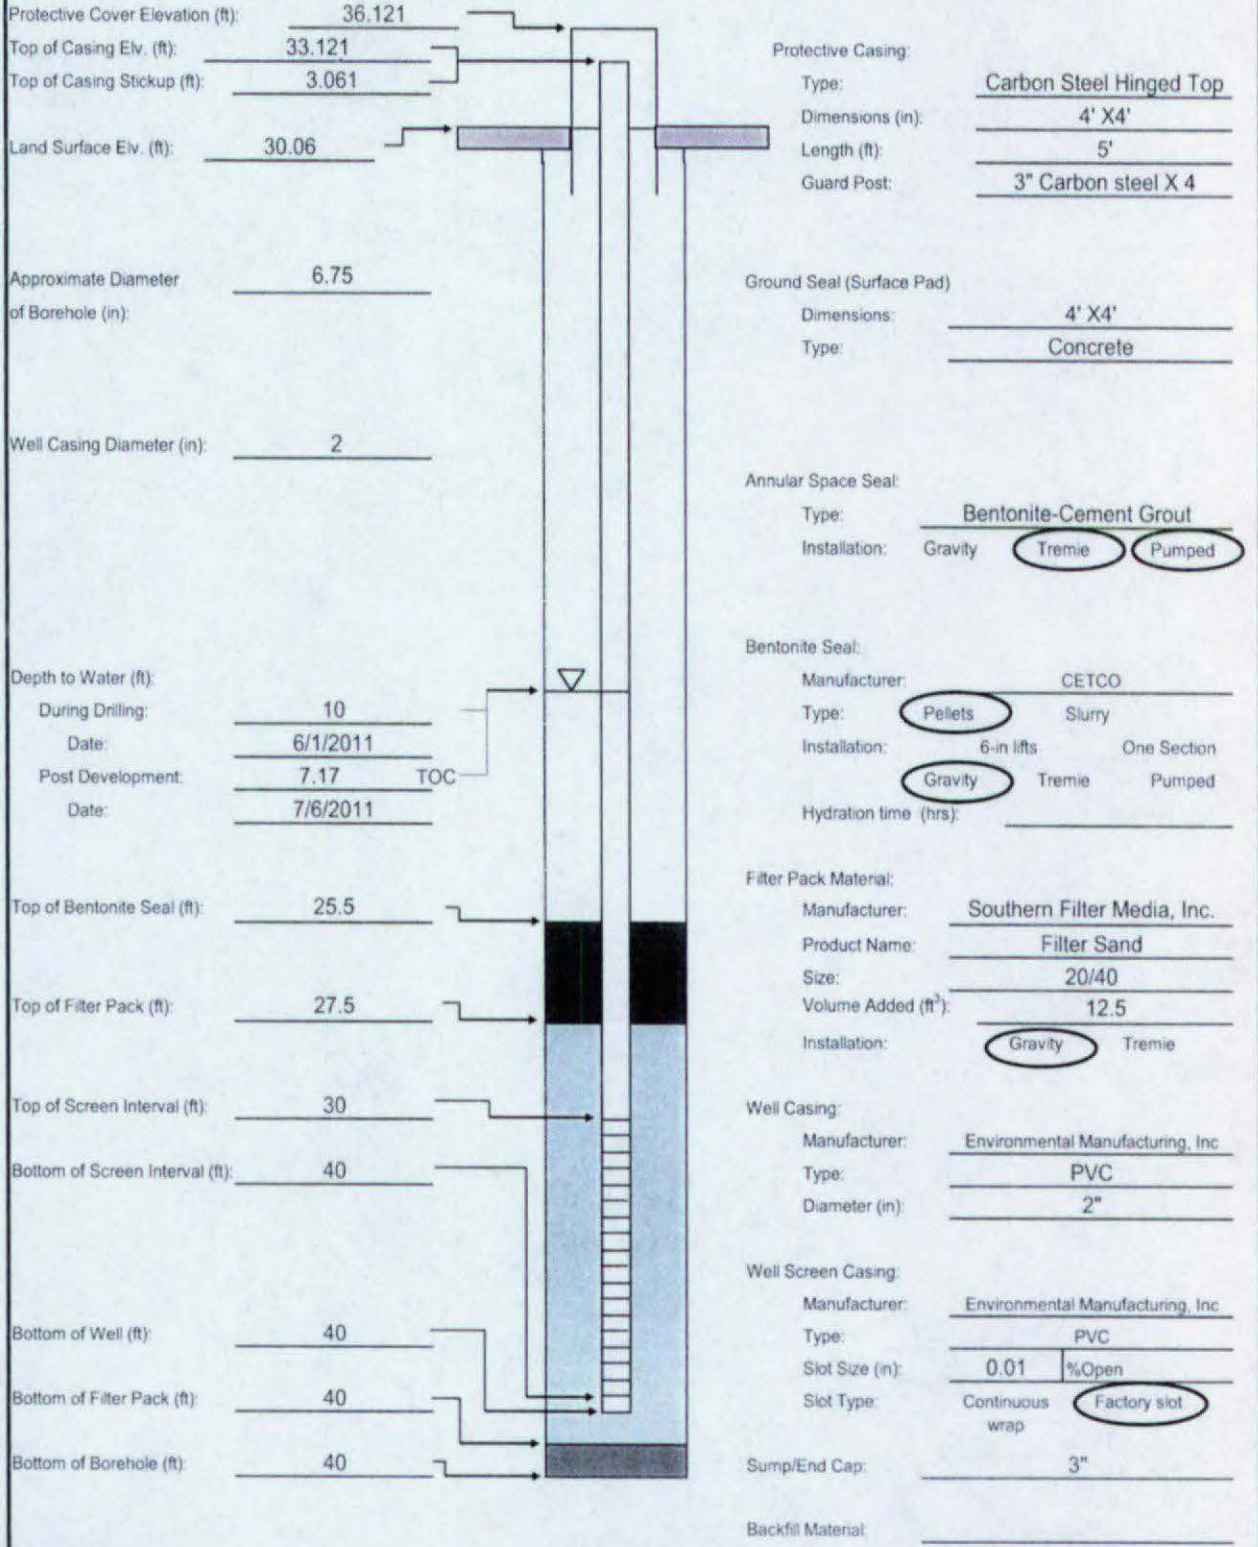 Protective Cover Elevation (ft): 36.121
Top of Casing Elv. (ft): 33.121
Top of Casing Stickup (ft): 3.061
Land Surface Elv. (ft): 30.06
Approximate Diameter 6.75
of Borehole (in):
Well Casing Diameter (in): 2
Depth to Water (ft):
During Drilling: 10
Date: 6/1/2011
Post Development: 7.17 TOC
Date: 7/6/2011
Top of Bentonite Seal (ft): 25.5
Top of Filter Pack (ft): 27.5
Top of Screen Interval (ft): 30
Bottom of Screen Interval (ft): 40
Bottom of Well (ft): 40
Bottom of Filter Pack (ft): 40
Bottom of Borehole (ft): 40
Protective Casing:
Type: Carbon Steel Hinged Top
Dimensions (in): 4' X4'
Length (ft): 5'
Guard Post: 3" Carbon steel X 4
Ground Seal (Surface Pad)
Dimensions: 4' X4'
Type: Concrete
Annular Space Seal:
Type: Bentonite-Cement Grout
Installation: Gravity Tremie Pumped
Bentonite Seal:
Manufacturer: CETCO
Type: Pellets Slurry
Installation: 6-in lifts One Section
Gravity Tremie Pumped
Hydration time (hrs):
Filter Pack Material:
Manufacturer: Southern Filter Media, Inc.
Product Name: Filter Sand
Size: 20/40
Volume Added (ft³): 12.5
Installation: Gravity Tremie
Well Casing:
Manufacturer: Environmental Manufacturing, Inc
Type: PVC
Diameter (in): 2"
Well Screen Casing:
Manufacturer: Environmental Manufacturing, Inc
Type: PVC
Slot Size (in): 0.01 %Open
Slot Type: Continuous Factory slot
wrap
Sump/End Cap: 3"
Backfill Material: